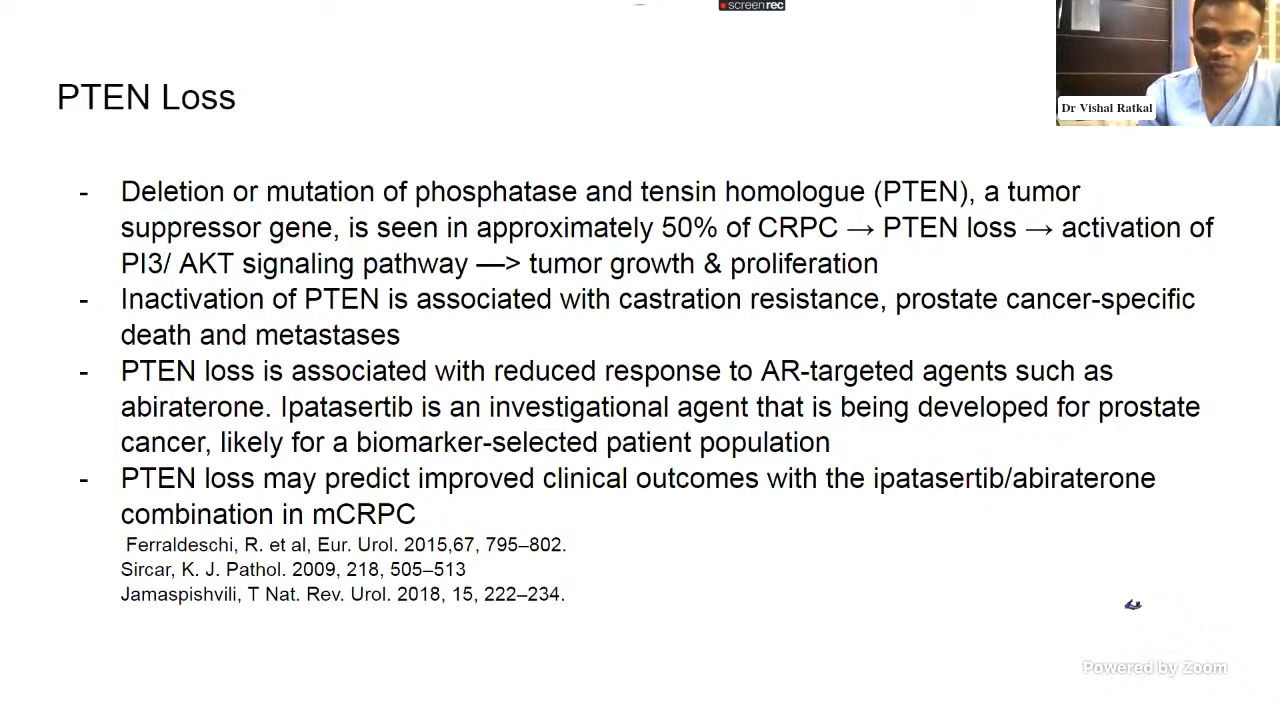 screenrec
Dr Vishal Ratkal
PTEN Loss
- Deletion or mutation of phosphatase and tensin homologue (PTEN), a tumor
suppressor gene, is seen in approximately 50% of CRPC → PTEN loss → activation of
PI3/ AKT signaling pathway —> tumor growth & proliferation
- Inactivation of PTEN is associated with castration resistance, prostate cancer-specific
death and metastases
- PTEN loss is associated with reduced response to AR-targeted agents such as
abiraterone. Ipatasertib is an investigational agent that is being developed for prostate
cancer, likely for a biomarker-selected patient population
- PTEN loss may predict improved clinical outcomes with the ipatasertib/abiraterone
combination in mCRPC
Ferraldeschi, R. et al, Eur. Urol. 2015,67, 795–802.
Sircar, K. J. Pathol. 2009, 218, 505–513
Jamaspishvili, T Nat. Rev. Urol. 2018, 15, 222–234.
Powered by Zoom